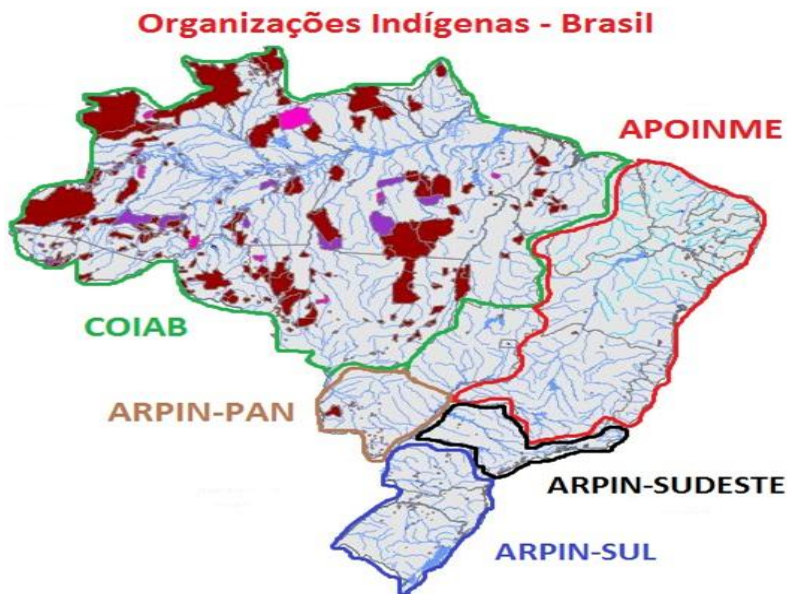 Organizações Indígenas - Brasil
APOINME
COIAB
ARPIN-PAN
ARPIN-SUDESTE
ARPIN-SUL